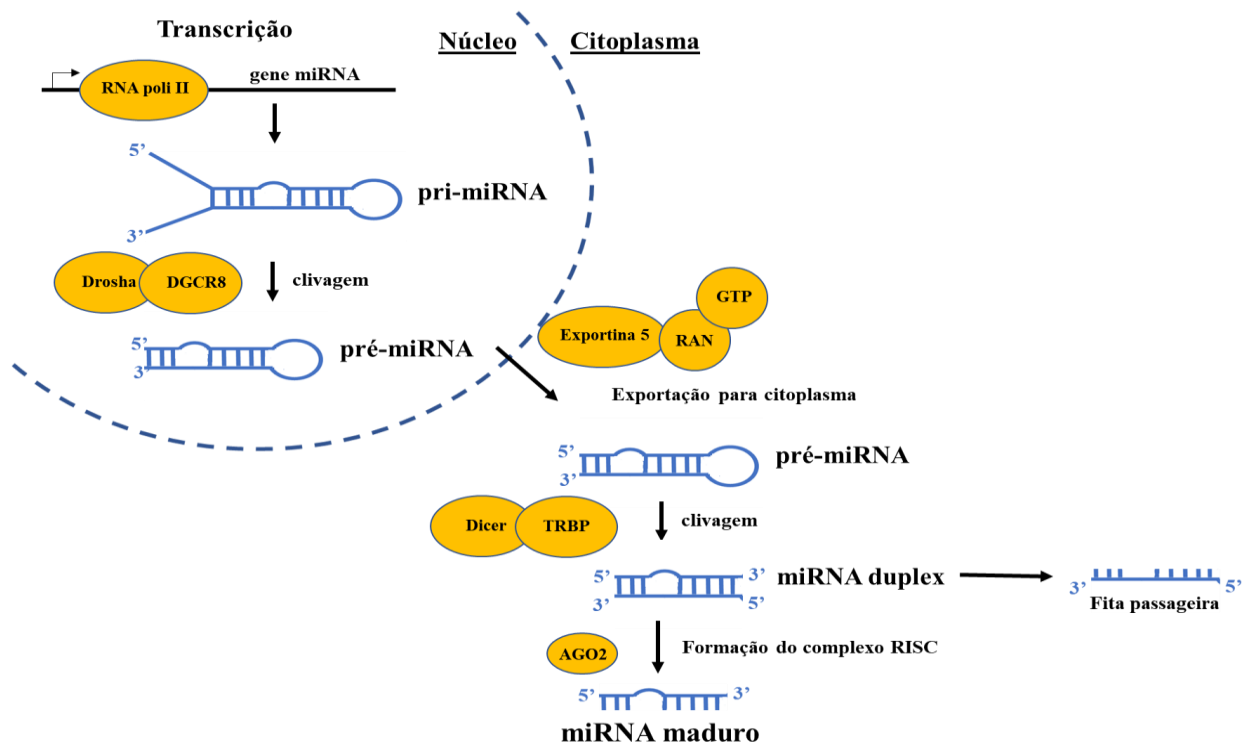 Transcrição
Núcleo
Citoplasma
RNA poli II
gene miRNA
5’
pri-miRNA
3’
Drosha
DGCR8
clivagem
GTP
Exportina 5
RAN
5’
3’
pré-miRNA
Exportação para citoplasma
5’
3’
pré-miRNA
Dicer
TRBP
clivagem
5’
3’
3’
5’
miRNA duplex
3’
5’
Fita passageira
AGO2
Formação do complexo RISC
5’
3’
miRNA maduro